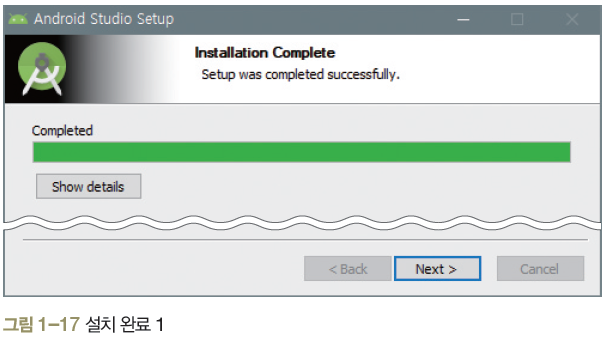 Android Studio Setup
Installation Complete
Setup was completed successfully.
Completed
Show details
< Back Next > Cancel
그림 1-17 설치 완료 1